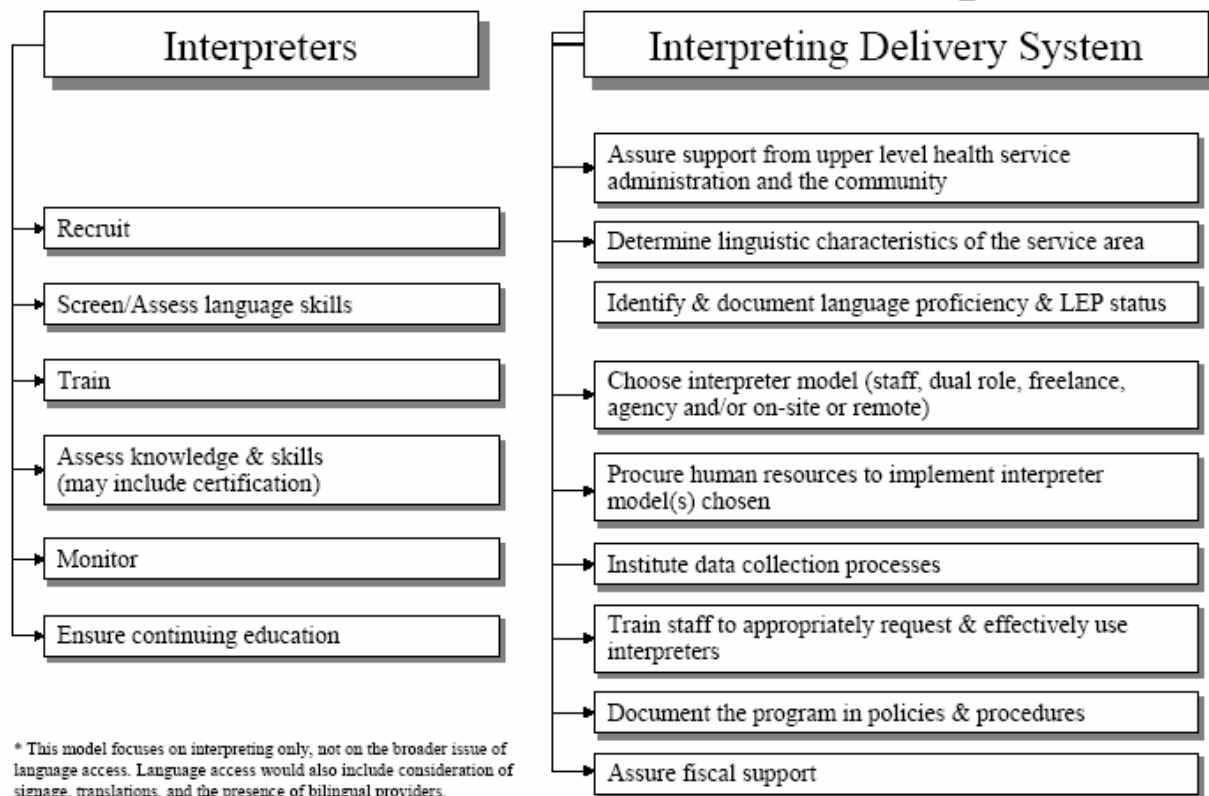 Interpreters
Recruit
Screen/Assess language skills
Train
Assess knowledge & skills
(may include certification)
Monitor
Ensure continuing education
* This model focuses on interpreting only, not on the broader issue of
language access. Language access would also include consideration of
signage, translations, and the presence of bilingual providers.
Interpreting Delivery System
Assure support from upper level health service
administration and the community
Determine linguistic characteristics of the service area
Identify & document language proficiency & LEP status
Choose interpreter model (staff, dual role, freelance,
agency and/or on-site or remote)
Procure human resources to implement interpreter
model(s) chosen
Institute data collection processes
Train staff to appropriately request & effectively use
interpreters
Document the program in policies & procedures
Assure fiscal support